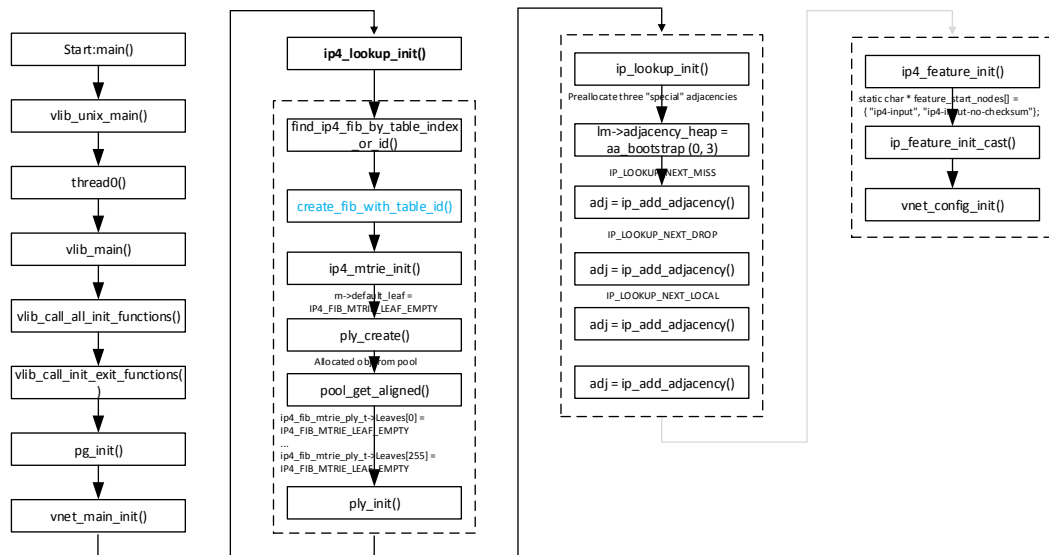 Start:main()
vlib_unix_main()
thread0()
vlib_main()
vlib_call_all_init_functions()
vlib_call_init_exit_functions(
)
pg_init()
vnet_main_init()
ip4_lookup_init()
find_ip4_fib_by_table_index
_or_id()
create_fib_with_table_id()
ip4_mtrie_init()
m->default_leaf =
IP4_FIB_MTRIE_LEAF_EMPTY
ply_create()
Allocated obj from pool
pool_get_aligned()
ip4_fib_mtrie_ply_t->Leaves[0] =
IP4_FIB_MTRIE_LEAF_EMPTY
...
ip4_fib_mtrie_ply_t->Leaves[255] =
IP4_FIB_MTRIE_LEAF_EMPTY
ply_init()
ip_lookup_init()
Preallocate three "special" adjacencies
lm->adjacency_heap =
aa_bootstrap (0, 3)
IP_LOOKUP_NEXT_MISS
adj = ip_add_adjacency()
IP_LOOKUP_NEXT_DROP
adj = ip_add_adjacency()
IP_LOOKUP_NEXT_LOCAL
adj = ip_add_adjacency()
adj = ip_add_adjacency()
ip4_feature_init()
static char * feature_start_nodes[] =
{ "ip4-input", "ip4-input-no-checksum"};
ip_feature_init_cast()
vnet_config_init()